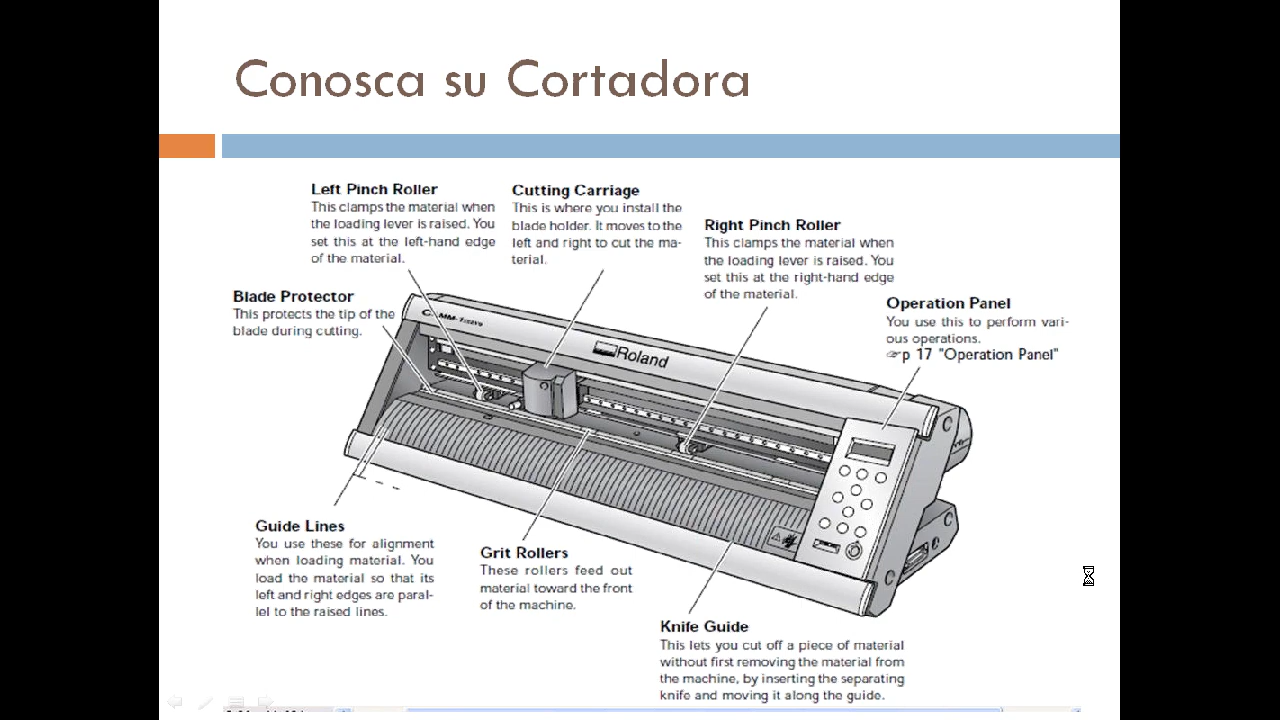 Conosca su Cortadora
Left Pinch Roller
This clamps the material when
the loading lever is raised. You
set this at the left-hand edge
of the material.
Cutting Carriage
This is where you install the
blade holder. It moves to the
left and right to cut the ma-
terial.
Right Pinch Roller
This clamps the material when
the loading lever is raised. You
set this at the right-hand edge
of the material.
Blade Protector
This protects the tip of the
blade during cutting.
Operation Panel
You use this to perform vari-
ous operations.
☞p 17 "Operation Panel"
Roland
Guide Lines
You use these for alignment
when loading material. You
load the material so that its
left and right edges are paral-
lel to the raised lines.
Grit Rollers
These rollers feed out
material toward the front
of the machine.
Knife Guide
This lets you cut off a piece of material
without first removing the material from
the machine, by inserting the separating
knife and moving it along the guide.